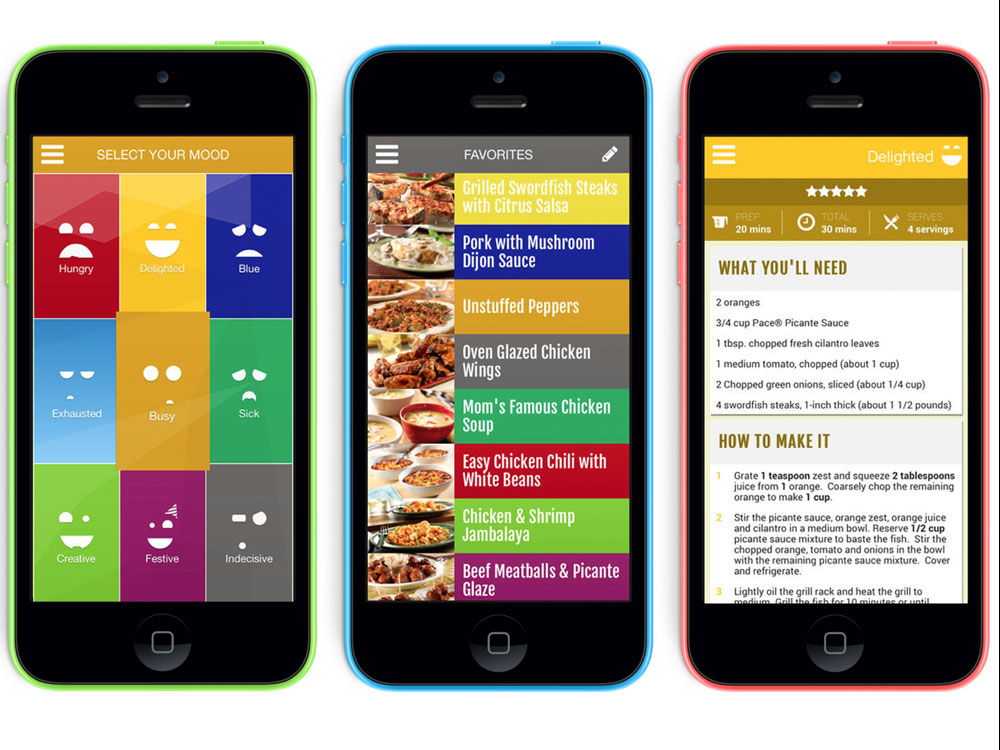 SELECT YOUR MOOD
Hungry
Delighted
Blue
Exhausted
Busy
Sick
Creative
Festive
Indecisive
FAVORITES
Grilled Swordfish Steaks
with Citrus Salsa
Pork with Mushroom
Dijon Sauce
Unstuffed Peppers
Oven Glazed Chicken
Wings
Mom's Famous Chicken
Soup
Easy Chicken Chili with
White Beans
Chicken & Shrimp
Jambalaya
Beef Meatballs & Picante
Glaze
Delighted
PREP
20 mins
TOTAL
30 mins
SERVES
4 servings
WHAT YOU'LL NEED
2 oranges
3/4 cup Pace® Picante Sauce
1 tbsp. chopped fresh cilantro leaves
1 medium tomato, chopped (about 1 cup)
2 Chopped green onions, sliced (about 1/4 cup)
4 swordfish steaks, 1-inch thick (about 1 1/2 pounds)
HOW TO MAKE IT
1 Grate 1 teaspoon zest and squeeze 2 tablespoons
juice from 1 orange. Coarsely chop the remaining
orange to make 1 cup.
2 Stir the picante sauce, orange zest, orange juice
and cilantro in a medium bowl. Reserve 1/2 cup
picante sauce mixture to baste the fish. Stir the
chopped orange, tomato and onions in the bowl
with the remaining picante sauce mixture. Cover
and refrigerate.
3 Lightly oil the grill rack and heat the grill to
medium. Grill the fish for 10 minutes or until